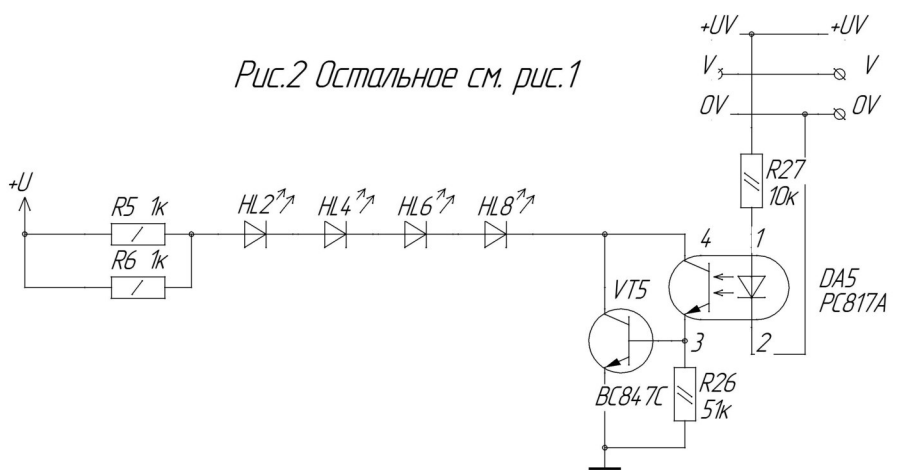 +UV +UV
Рис.2 Остальное см. рис.1
V V
0V 0V
+U
R5 1к
HL2 HL4 HL6 HL8
R27
10к
R6 1к
4 1
VT5
DA5
PC817A
3 2
BC847C
R26
51к